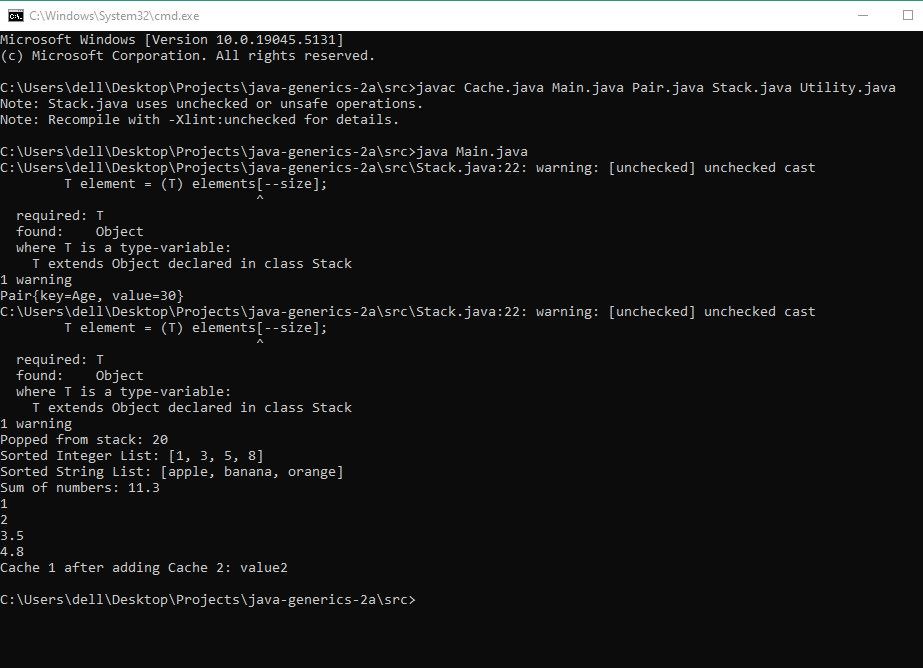 C:\Windows\System32\cmd.exe
Microsoft Windows [Version 10.0.19045.5131]
(c) Microsoft Corporation. All rights reserved.
C:\Users\dell\Desktop\Projects\java-generics-2a\src>javac Cache.java Main.java Pair.java Stack.java Utility.java
Note: Stack.java uses unchecked or unsafe operations.
Note: Recompile with -Xlint:unchecked for details.
C:\Users\dell\Desktop\Projects\java-generics-2a\src>java Main.java
C:\Users\dell\Desktop\Projects\java-generics-2a\src\Stack.java:22: warning: [unchecked] unchecked cast
        T element = (T) elements[--size];
                                ^
  required: T
  found:    Object
  where T is a type-variable:
    T extends Object declared in class Stack
1 warning
Pair{key=Age, value=30}
C:\Users\dell\Desktop\Projects\java-generics-2a\src\Stack.java:22: warning: [unchecked] unchecked cast
        T element = (T) elements[--size];
                                ^
  required: T
  found:    Object
  where T is a type-variable:
    T extends Object declared in class Stack
1 warning
Popped from stack: 20
Sorted Integer List: [1, 3, 5, 8]
Sorted String List: [apple, banana, orange]
Sum of numbers: 11.3
1
2
3.5
4.8
Cache 1 after adding Cache 2: value2
C:\Users\dell\Desktop\Projects\java-generics-2a\src>